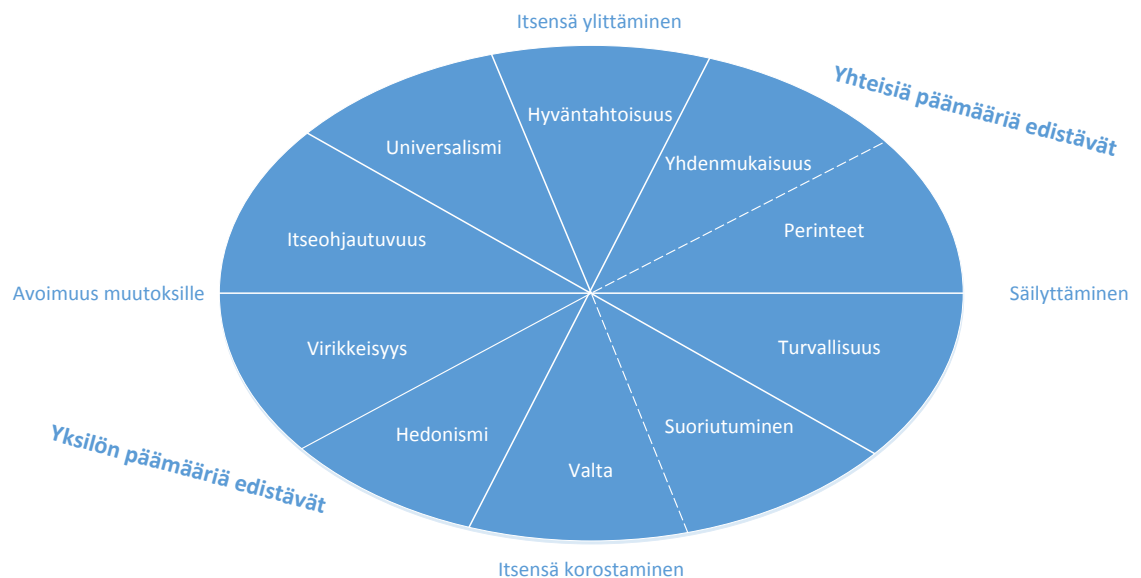 Itsensä ylittäminen
Yhteisiä päämääriä edistävät
Hyväntahtoisuus
Universalismi
Yhdenmukaisuus
Itseohjautuvuus
Perinteet
Avoimuus muutoksille
Säilyttäminen
Virikkeisyys
Turvallisuus
Hedonismi
Suoriutuminen
Yksilön päämääriä edistävät
Valta
Itsensä korostaminen